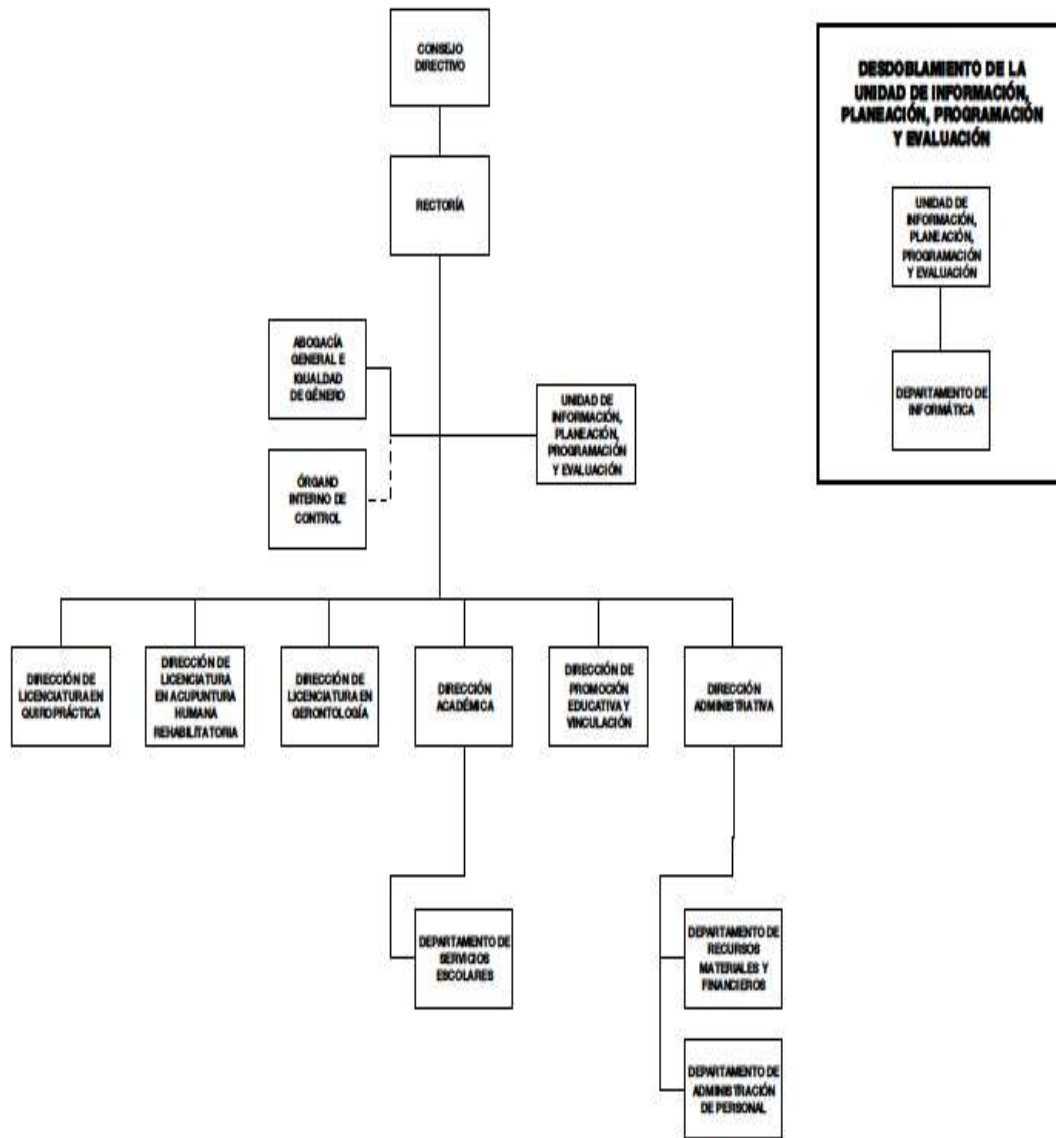 CONSEJO
DIRECTIVO
RECTORÍA
ABOGACÍA
GENERAL E
IGUALDAD
DE GÉNERO
UNIDAD DE
INFORMACIÓN,
PLANEACIÓN,
PROGRAMACIÓN
Y EVALUACIÓN
ÓRGANO
INTERNO DE
CONTROL
DIRECCIÓN DE
LICENCIATURA EN
QUIROPRÁCTICA
DIRECCIÓN DE
LICENCIATURA
EN ACUPUNTURA
HUMANA
REHABILITATORIA
DIRECCIÓN DE
LICENCIATURA EN
GERONTOLOGÍA
DIRECCIÓN
ACADÉMICA
DIRECCIÓN DE
PROMOCIÓN
EDUCATIVA Y
VINCULACIÓN
DIRECCIÓN
ADMINISTRATIVA
DEPARTAMENTO DE
SERVICIOS
ESCOLARES
DEPARTAMENTO DE
RECURSOS
MATERIALES Y
FINANCIEROS
DEPARTAMENTO DE
ADMINISTRACIÓN
DE PERSONAL
DESDOBLAMIENTO DE LA
UNIDAD DE INFORMACIÓN,
PLANEACIÓN, PROGRAMACIÓN
Y EVALUACIÓN
UNIDAD DE
INFORMACIÓN,
PLANEACIÓN,
PROGRAMACIÓN
Y EVALUACIÓN
DEPARTAMENTO DE
INFORMÁTICA